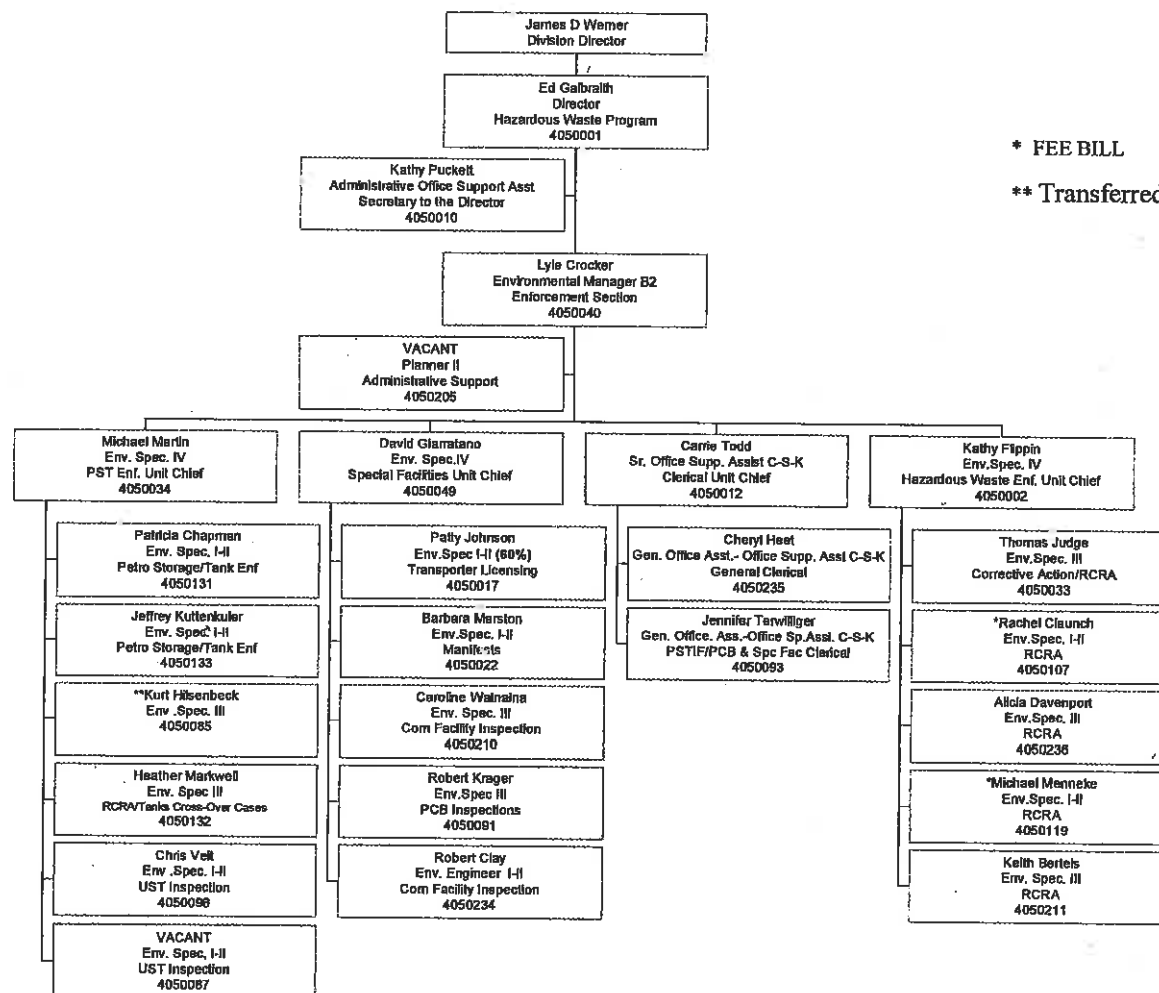 James D Werner
Division Director
Ed Galbraith
Director
Hazardous Waste Program
4050001
* FEE BILL
** Transferred
Kathy Puckett
Administrative Office Support Asst
Secretary to the Director
4050010
Lyle Crocker
Environmental Manager B2
Enforcement Section
4050040
VACANT
Planner II
Administrative Support
4050205
Michael Martin
Env. Spec. IV
PST Enf. Unit Chief
4050034
David Giarratano
Env. Spec.IV
Special Facilities Unit Chief
4050049
Carrie Todd
Sr. Office Supp. Assist C-S-K
Clerical Unit Chief
4050012
Kathy Flippin
Env.Spec. IV
Hazardous Waste Enf. Unit Chief
4050002
Patricia Chapman
Env. Spec. I-II
Petro Storage/Tank Enf
4050131
Jeffrey Kuttenkuler
Env. Spec. I-II
Petro Storage/Tank Enf
4050133
**Kurt Hilsenbeck
Env .Spec. III
4050085
Heather Markwell
Env. Spec III
RCRA/Tanks Cross-Over Cases
4050132
Chris Veit
Env .Spec. I-II
UST Inspection
4050098
VACANT
Env. Spec, I-II
UST Inspection
4050087
Patty Johnson
Env.Spec I-II (60%)
Transporter Licensing
4050017
Barbara Marston
Env.Spec. I-II
Manifests
4050022
Caroline Wainaina
Env. Spec. III
Com Facility Inspection
4050210
Robert Krager
Env.Spec III
PCB Inspections
4050091
Robert Clay
Env. Engineer I-II
Com Facility Inspection
4050234
Cheryl Heet
Gen. Office Asst.- Office Supp. Asst C-S-K
General Clerical
4050235
Jennifer Terwilliger
Gen. Office. Ass.-Office Sp.Assi. C-S-K
PSTIF/PCB & Spc Fac Clerical
4050093
Thomas Judge
Env.Spec. III
Corrective Action/RCRA
4050033
*Rachel Claunch
Env.Spec. I-II
RCRA
4050107
Alicia Davenport
Env.Spec. III
RCRA
4050236
*Michael Menneke
Env.Spec. I-II
RCRA
4050119
Keith Bertels
Env. Spec. III
RCRA
4050211